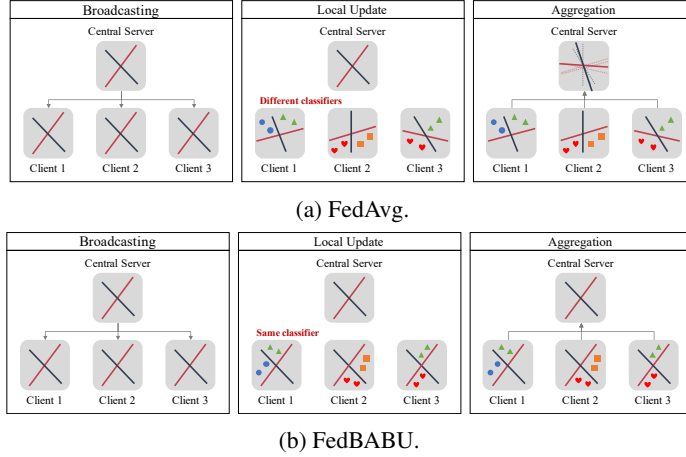 Broadcasting
Local Update
Aggregation
Central Server
Central Server
Central Server
Different classifiers
Client 1
Client 2
Client 3
Client 1
Client 2
Client 3
Client 1
Client 2
Client 3
(a) FedAvg.
Broadcasting
Local Update
Aggregation
Central Server
Central Server
Central Server
Same classifier
Client 1
Client 2
Client 3
Client 1
Client 2
Client 3
Client 1
Client 2
Client 3
(b) FedBABU.